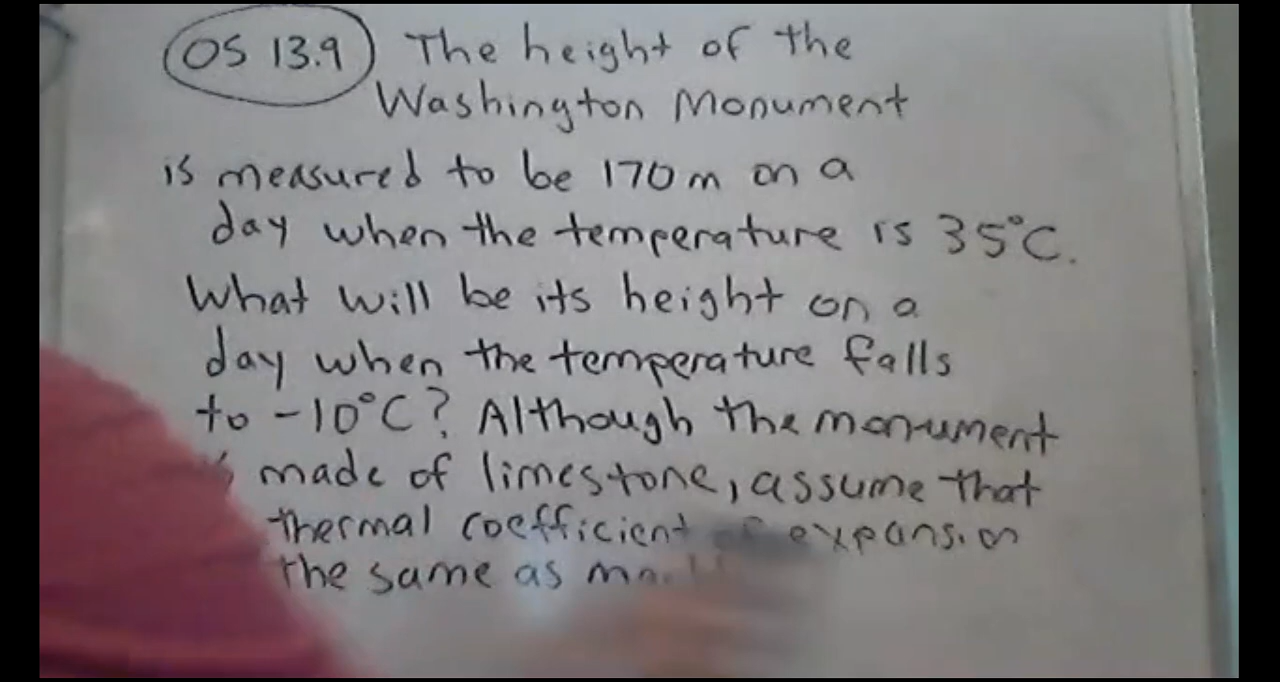 OS 13.9 The height of the
Washington Monument
is measured to be 170 m on a
day when the temperature is 35°C.
What will be its height on a
day when the temperature falls
to -10°C? Although the monument
made of limestone, assume that
thermal coefficient expansion
the same as